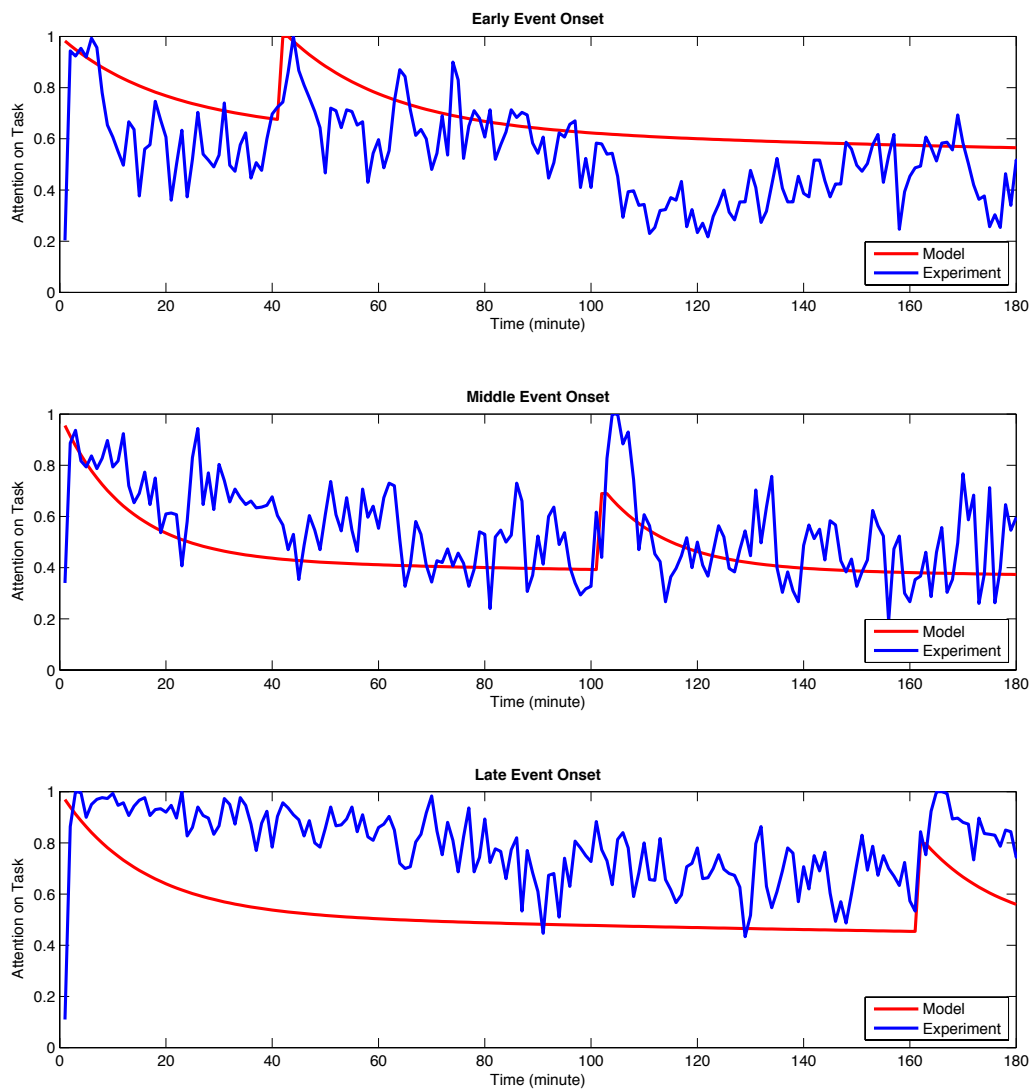 Early Event Onset
1
0.8
0.6
0.4
0.2
0
Attention on Task
Model
Experiment
0 20 40 60 80 100 120 140 160 180
Time (minute)
Middle Event Onset
1
0.8
0.6
0.4
0.2
0
Attention on Task
Model
Experiment
0 20 40 60 80 100 120 140 160 180
Time (minute)
Late Event Onset
1
0.8
0.6
0.4
0.2
0
Attention on Task
Model
Experiment
0 20 40 60 80 100 120 140 160 180
Time (minute)